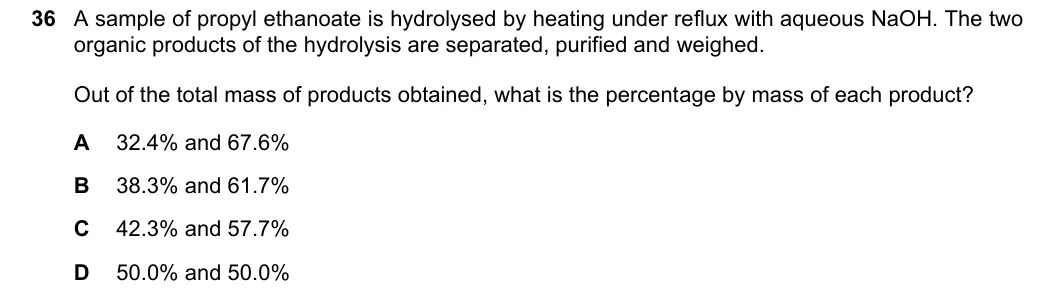 36 A sample of propyl ethanoate is hydrolysed by heating under reflux with aqueous NaOH. The two
organic products of the hydrolysis are separated, purified and weighed.
Out of the total mass of products obtained, what is the percentage by mass of each product?
A 32.4% and 67.6%
B 38.3% and 61.7%
C 42.3% and 57.7%
D 50.0% and 50.0%